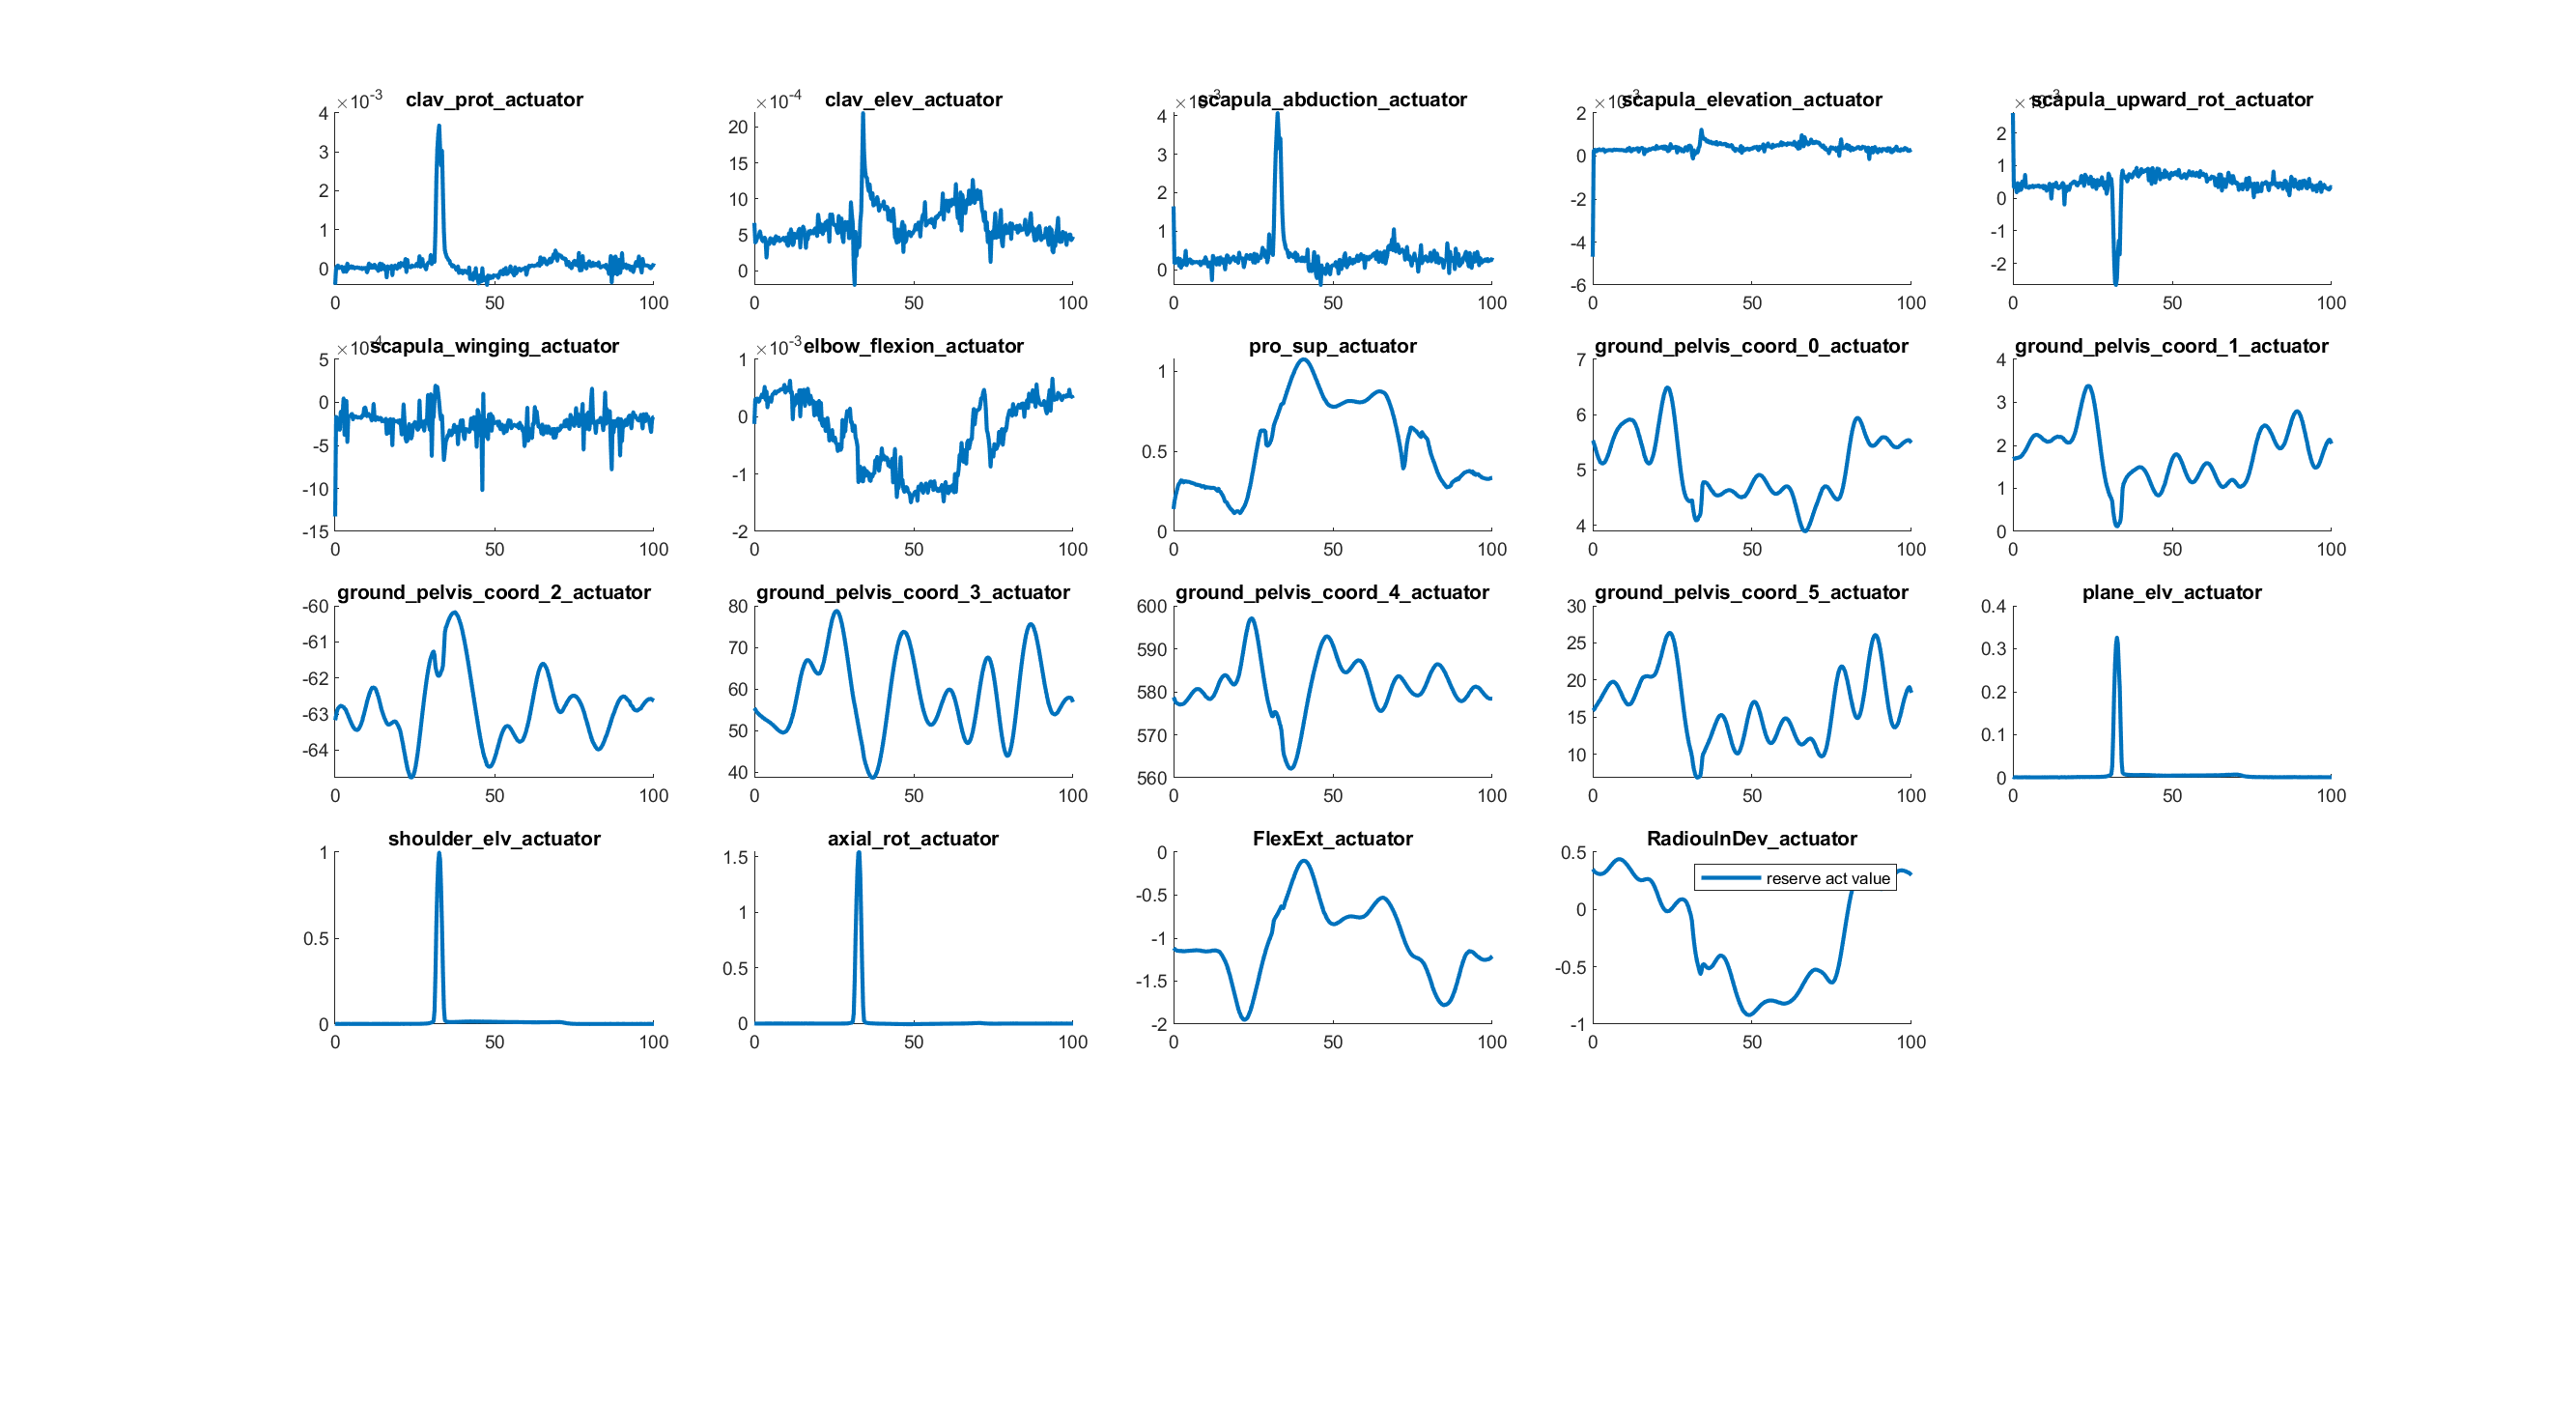 ×10-3 clav_prot_actuator
4
3
2
1
0
0 50 100
×10-4 clav_elev_actuator
20
15
10
5
0
0 50 100
×10-3 scapula_abduction_actuator
4
3
2
1
0
0 50 100
×10-3 scapula_elevation_actuator
2
0
-2
-4
-6
0 50 100
×10-3 scapula_upward_rot_actuator
2
1
0
-1
-2
0 50 100
×10-4 scapula_winging_actuator
5
0
-5
-10
-15
0 50 100
×10-3 elbow_flexion_actuator
1
0
-1
-2
0 50 100
pro_sup_actuator
1
0.5
0
0 50 100
ground_pelvis_coord_0_actuator
7
6
5
4
0 50 100
ground_pelvis_coord_1_actuator
4
3
2
1
0
0 50 100
ground_pelvis_coord_2_actuator
-60
-61
-62
-63
-64
0 50 100
ground_pelvis_coord_3_actuator
80
70
60
50
40
0 50 100
ground_pelvis_coord_4_actuator
600
590
580
570
560
0 50 100
ground_pelvis_coord_5_actuator
30
25
20
15
10
0 50 100
plane_elv_actuator
0.4
0.3
0.2
0.1
0
0 50 100
shoulder_elv_actuator
1
0.5
0
0 50 100
axial_rot_actuator
1.5
1
0.5
0
0 50 100
FlexExt_actuator
0
-0.5
-1
-1.5
-2
0 50 100
RadioulnDev_actuator
0.5
0
-0.5
-1
0 50 100
reserve act value